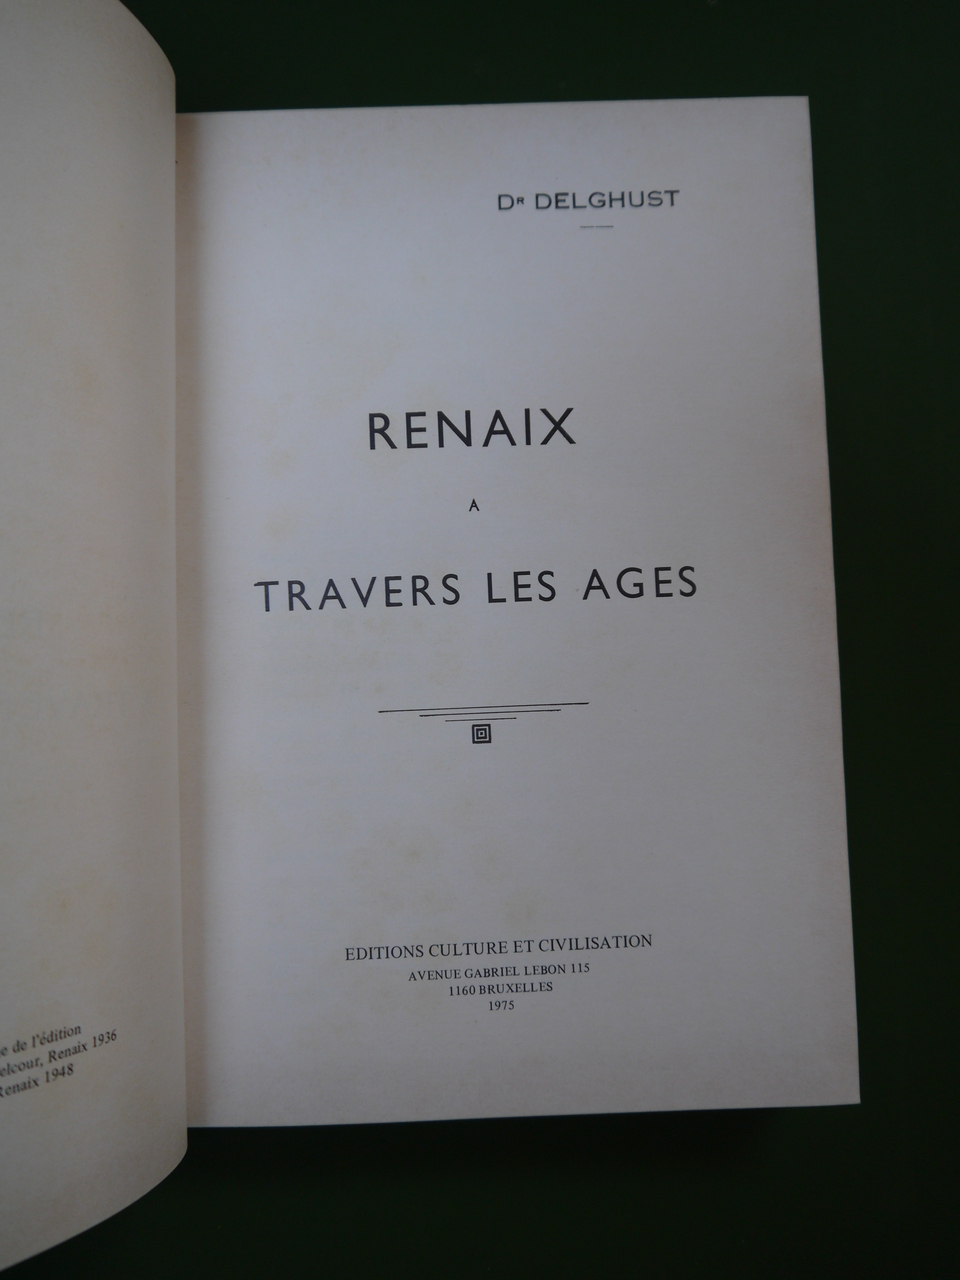 e de l'édition
elcour, Renaix 1936
Renaix 1948
Dʀ DELGHUST
RENAIX
A
TRAVERS LES AGES
EDITIONS CULTURE ET CIVILISATION
AVENUE GABRIEL LEBON 115
1160 BRUXELLES
1975